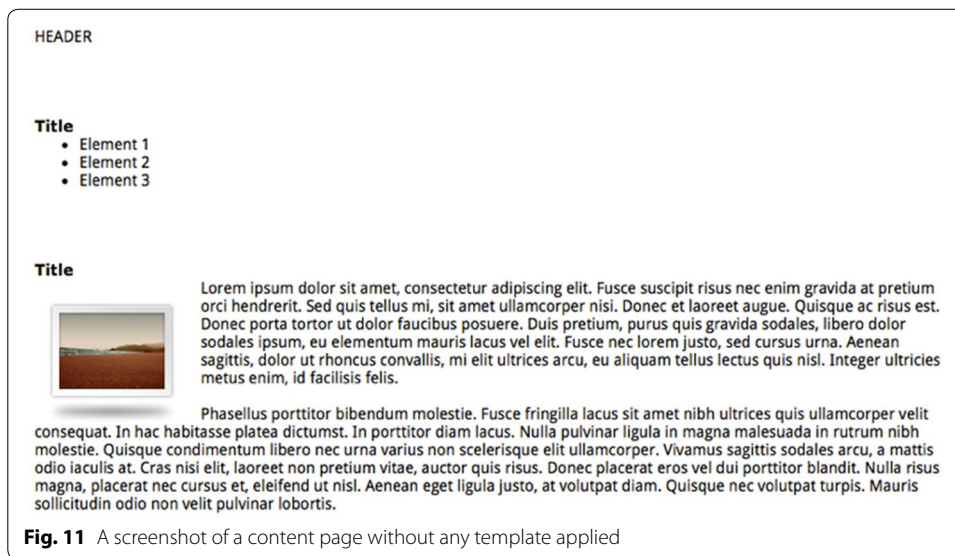 HEADER
Title
• Element 1
• Element 2
• Element 3
Title
Lorem ipsum dolor sit amet, consectetur adipiscing elit. Fusce suscipit risus nec enim gravida at pretium
orci hendrerit. Sed quis tellus mi, sit amet ullamcorper nisi. Donec et laoreet augue. Quisque ac risus est.
Donec porta tortor ut dolor faucibus posuere. Duis pretium, purus quis gravida sodales, libero dolor
sodales ipsum, eu elementum mauris lacus vel elit. Fusce nec lorem justo, sed cursus urna. Aenean
sagittis, dolor ut rhoncus convallis, mi elit ultrices arcu, eu aliquam tellus lectus quis nisl. Integer ultricies
metus enim, id facilisis felis.
Phasellus porttitor bibendum molestie. Fusce fringilla lacus sit amet nibh ultrices quis ullamcorper velit
consequat. In hac habitasse platea dictumst. In porttitor diam lacus. Nulla pulvinar ligula in magna malesuada in rutrum nibh
molestie. Quisque condimentum libero nec urna varius non scelerisque elit ullamcorper. Vivamus sagittis sodales arcu, a mattis
odio iaculis at. Cras nisi elit, laoreet non pretium vitae, auctor quis risus. Donec placerat eros vel dui porttitor blandit. Nulla risus
magna, placerat nec cursus et, eleifend ut nisl. Aenean eget ligula justo, at volutpat diam. Quisque nec volutpat turpis. Mauris
sollicitudin odio non velit pulvinar lobortis.
Fig. 11 A screenshot of a content page without any template applied